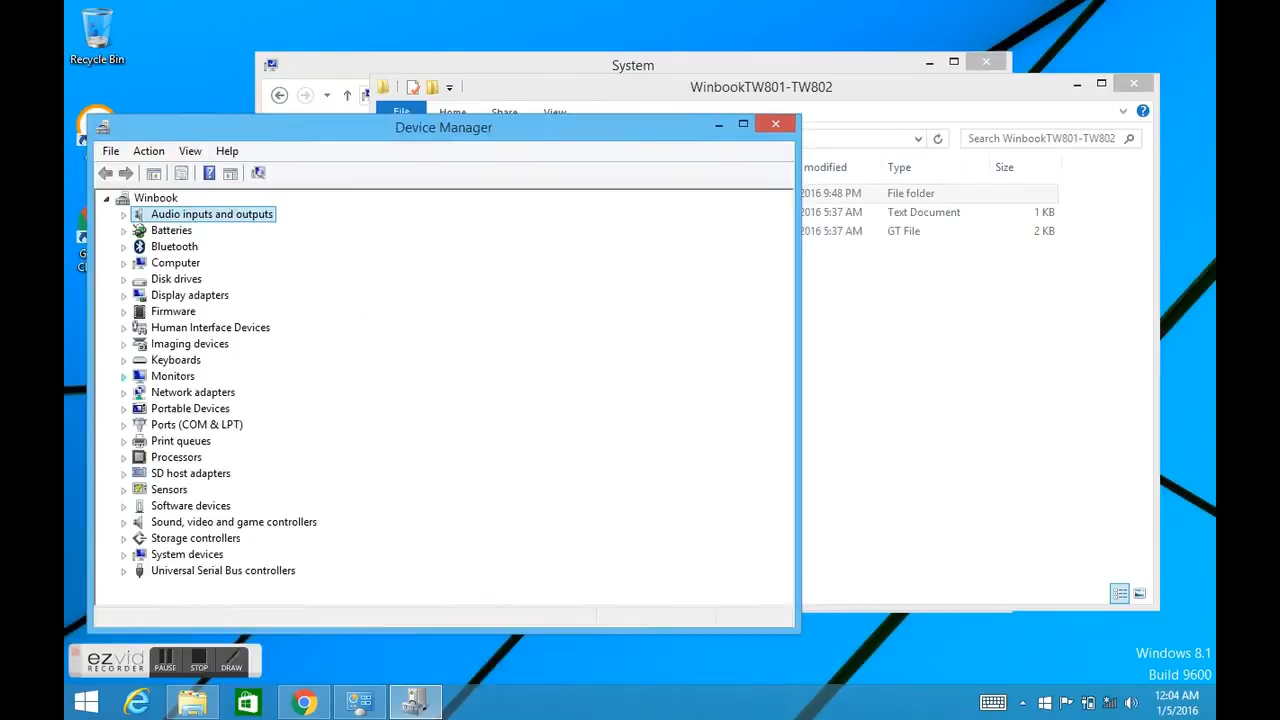 Recycle Bin
System
WinbookTW801-TW802
File Home Share View
Search WinbookTW801-TW802
modified Type Size
2016 9:48 PM File folder
2016 5:37 AM Text Document 1 KB
2016 5:37 AM GT File 2 KB
Device Manager
File Action View Help
Winbook
Audio inputs and outputs
Batteries
Bluetooth
Computer
Disk drives
Display adapters
Firmware
Human Interface Devices
Imaging devices
Keyboards
Monitors
Network adapters
Portable Devices
Ports (COM & LPT)
Print queues
Processors
SD host adapters
Sensors
Software devices
Sound, video and game controllers
Storage controllers
System devices
Universal Serial Bus controllers
ezvid
RECORDER
PAUSE STOP DRAW
Windows 8.1
Build 9600
12:04 AM
1/5/2016